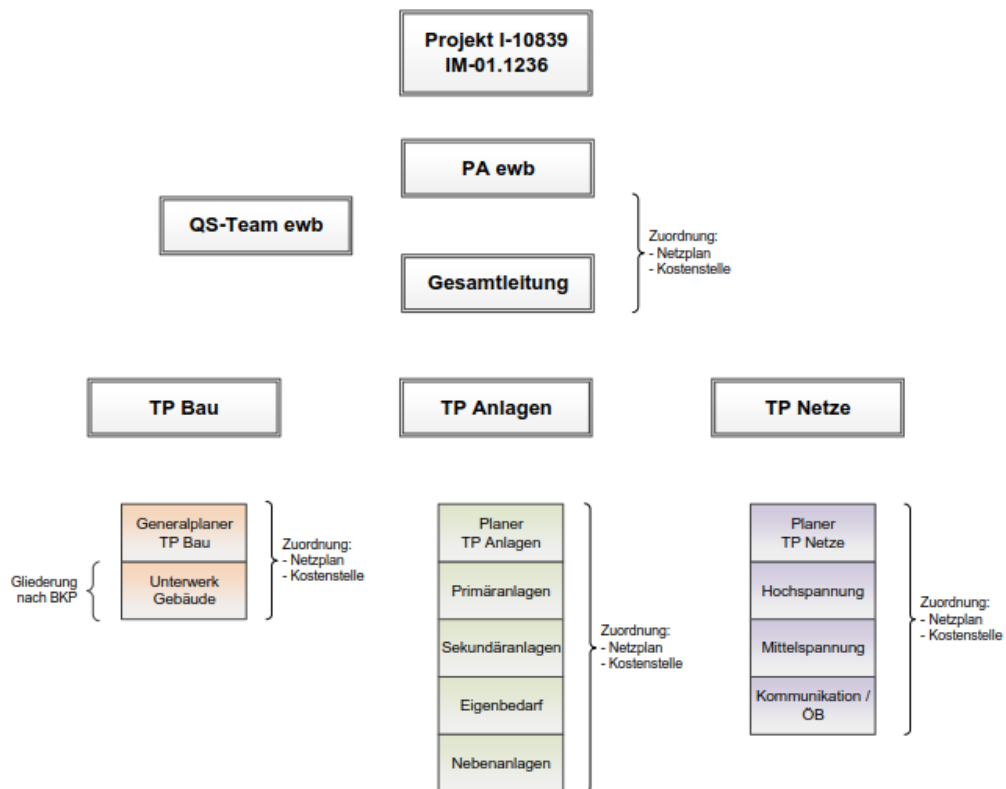 Projekt I-10839
IM-01.1236
PA ewb
QS-Team ewb
Zuordnung:
- Netzplan
- Kostenstelle
Gesamtleitung
TP Bau
TP Anlagen
TP Netze
Generalplaner
TP Bau
Unterwerk
Gebäude
Gliederung
nach BKP
Zuordnung:
- Netzplan
- Kostenstelle
Planer
TP Anlagen
Primäranlagen
Sekundäranlagen
Eigenbedarf
Nebenanlagen
Zuordnung:
- Netzplan
- Kostenstelle
Planer
TP Netze
Hochspannung
Mittelspannung
Kommunikation /
ÖB
Zuordnung:
- Netzplan
- Kostenstelle